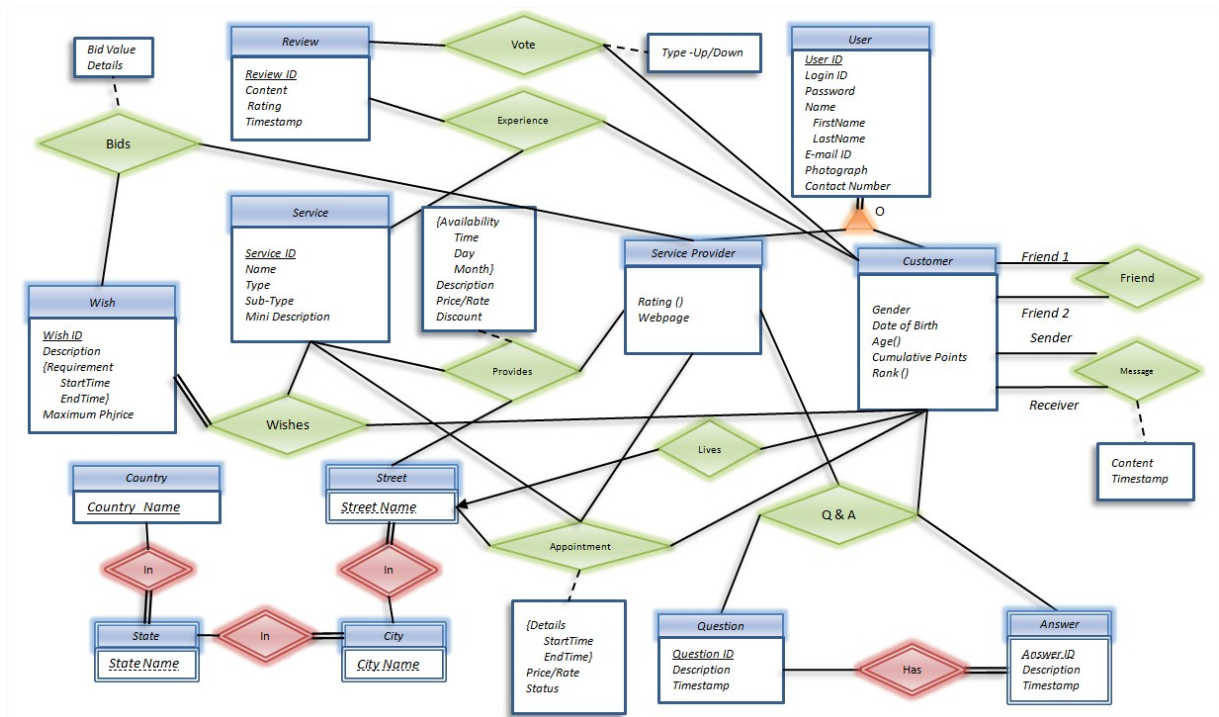 Bid Value
Details
Bids
Review
Review ID
Content
Rating
Timestamp
Vote
Type -Up/Down
Experience
User
User ID
Login ID
Password
Name
FirstName
LastName
E-mail ID
Photograph
Contact Number
O
Service
Service ID
Name
Type
Sub-Type
Mini Description
{Availability
Time
Day
Month}
Description
Price/Rate
Discount
Service Provider
Rating ()
Webpage
Customer
Gender
Date of Birth
Age()
Cumulative Points
Rank ()
Friend 1
Friend
Friend 2
Sender
Message
Receiver
Content
Timestamp
Wish
Wish ID
Description
{Requirement
StartTime
EndTime}
Maximum Phjrice
Wishes
Provides
Lives
Country
Country_Name
Street
Street Name
In
In
State
State Name
In
City
City Name
Appointment
{Details
StartTime
EndTime}
Price/Rate
Status
Q & A
Question
Question ID
Description
Timestamp
Has
Answer
Answer ID
Description
Timestamp